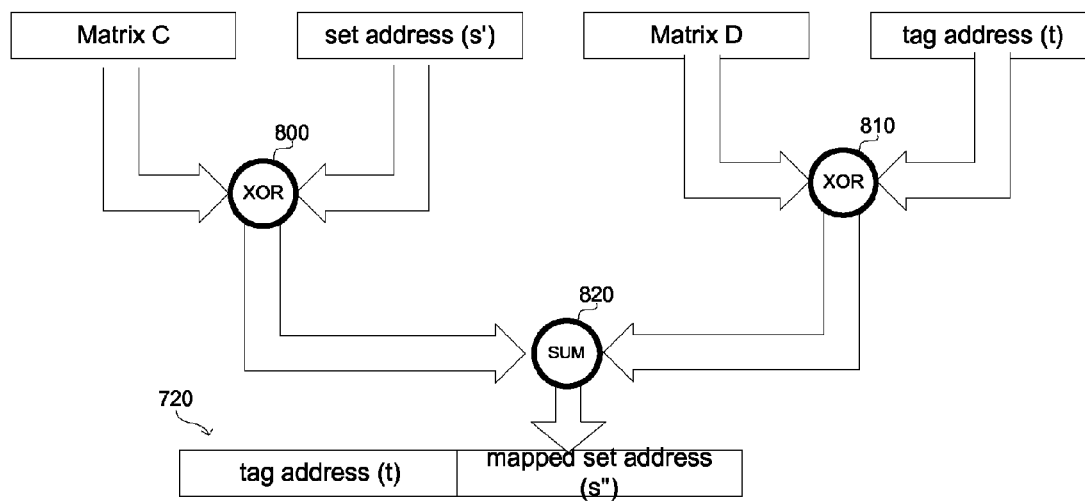 Matrix C
set address (s')
Matrix D
tag address (t)
800
XOR
810
XOR
820
SUM
720
tag address (t)
mapped set address
(s")